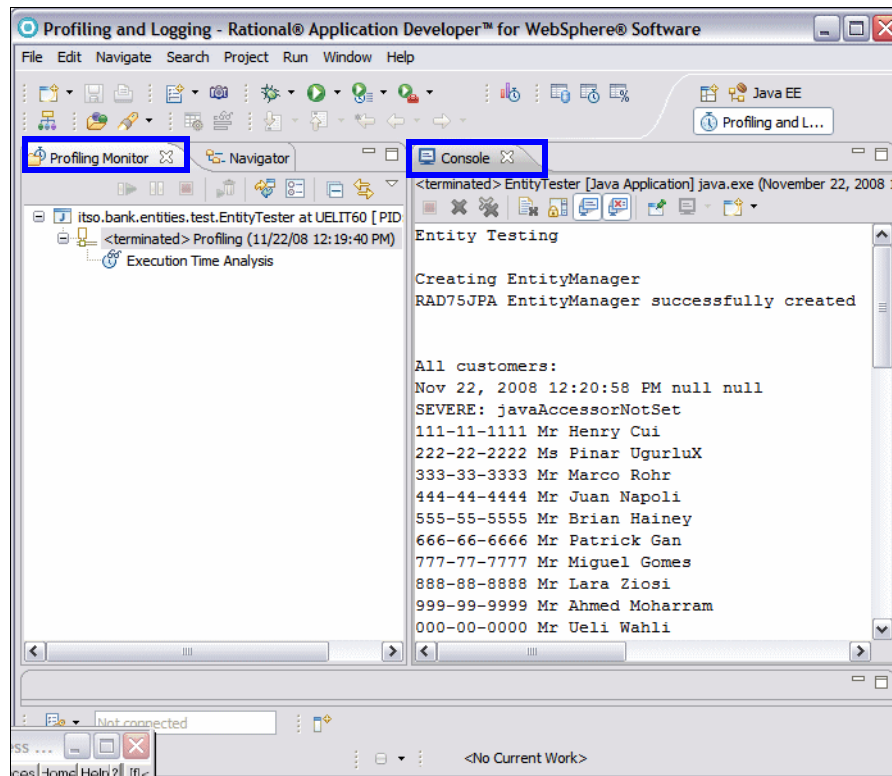 Profiling and Logging - Rational® Application Developer™ for WebSphere® Software
File Edit Navigate Search Project Run Window Help
Java EE
Profiling and L...
Profiling Monitor
Navigator
itso.bank.entities.test.EntityTester at UELIT60 [ PID:
<terminated> Profiling (11/22/08 12:19:40 PM)
Execution Time Analysis
Console
<terminated> EntityTester [Java Application] java.exe (November 22, 2008
Entity Testing
Creating EntityManager
RAD75JPA EntityManager successfully created
All customers:
Nov 22, 2008 12:20:58 PM null null
SEVERE: javaAccessorNotSet
111-11-1111 Mr Henry Cui
222-22-2222 Ms Pinar UgurluX
333-33-3333 Mr Marco Rohr
444-44-4444 Mr Juan Napoli
555-55-5555 Mr Brian Hainey
666-66-6666 Mr Patrick Gan
777-77-7777 Mr Miguel Gomes
888-88-8888 Mr Lara Ziosi
999-99-9999 Mr Ahmed Moharram
000-00-0000 Mr Ueli Wahli
Not connected
ss ...
Home Help
<No Current Work>